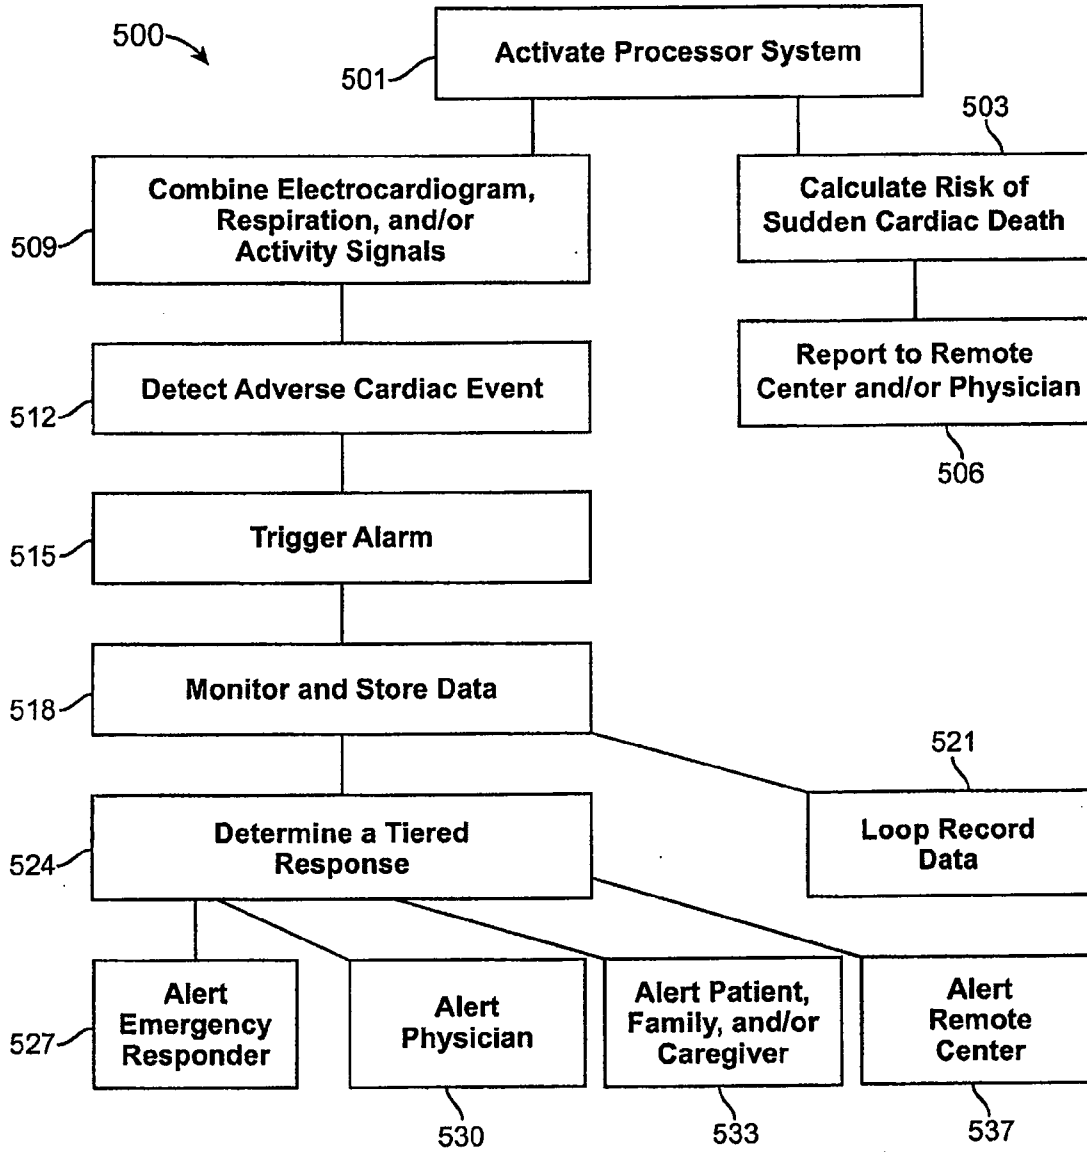 500
Activate Processor System
501
503
Combine Electrocardiogram,
Respiration, and/or
Activity Signals
509
Calculate Risk of
Sudden Cardiac Death
Report to Remote
Center and/or Physician
506
Detect Adverse Cardiac Event
512
Trigger Alarm
515
Monitor and Store Data
518
521
Loop Record
Data
Determine a Tiered
Response
524
Alert
Emergency
Responder
527
Alert
Physician
530
Alert Patient,
Family, and/or
Caregiver
533
Alert
Remote
Center
537